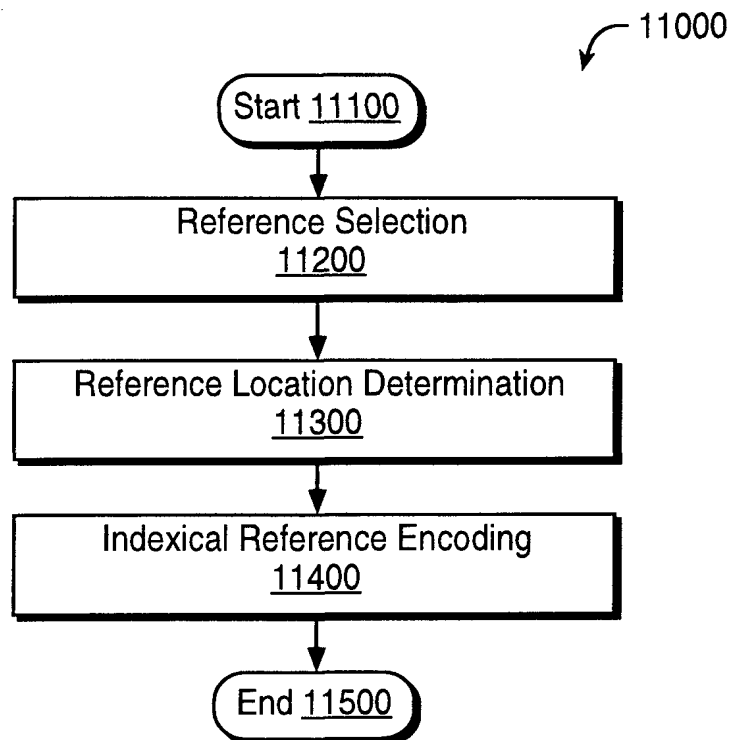 11000
Start 11100
Reference Selection
11200
Reference Location Determination
11300
Indexical Reference Encoding
11400
End 11500